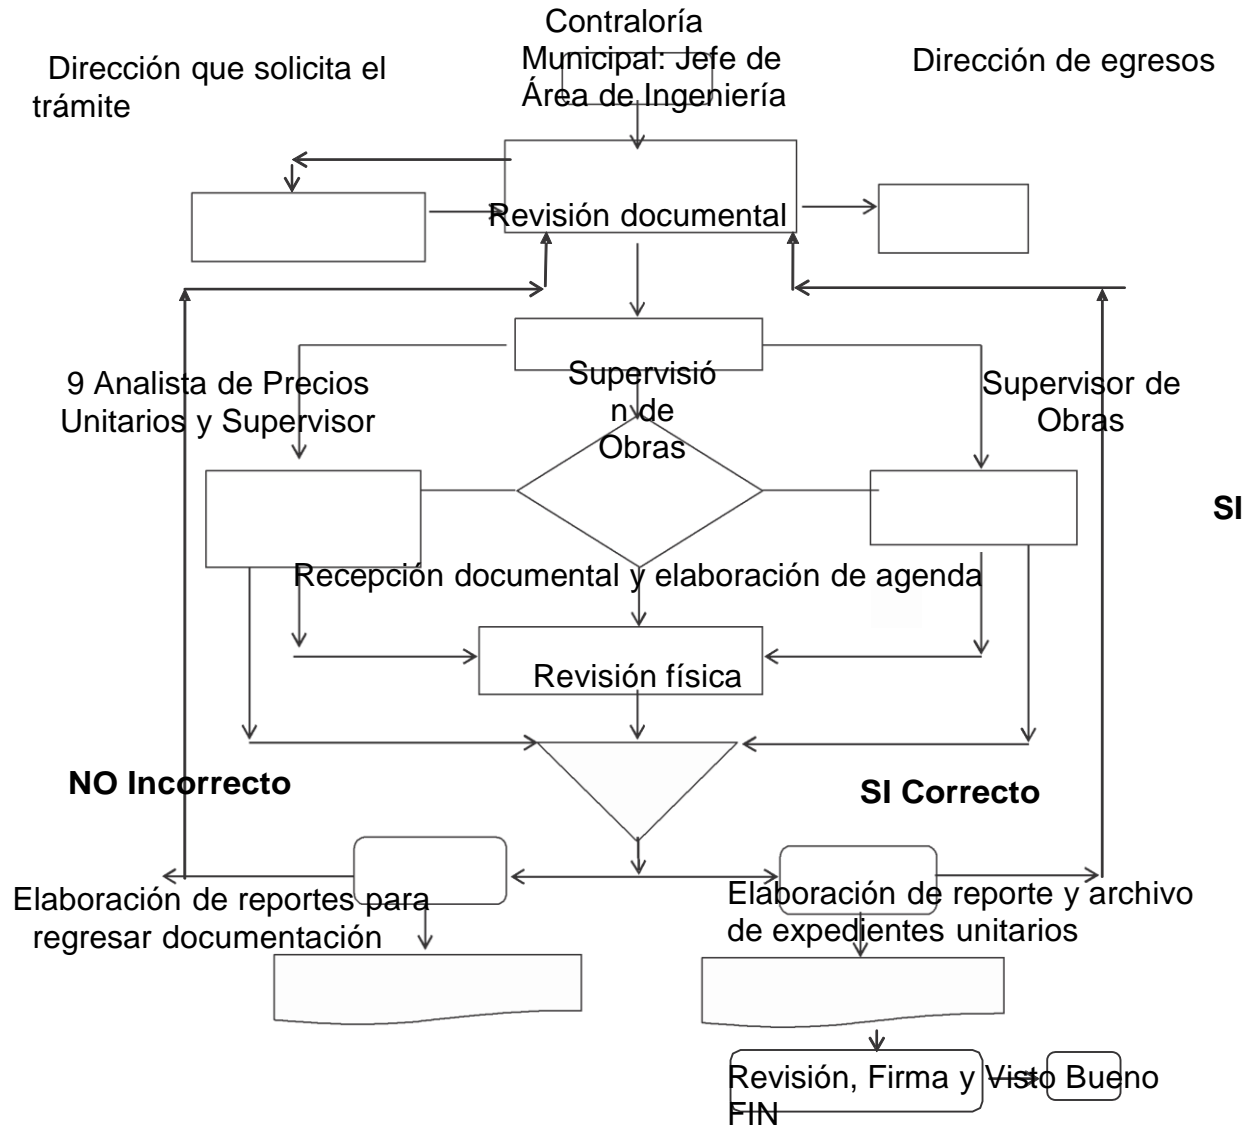 Contraloría
Municipal: Jefe de
Área de Ingeniería
Dirección que solicita el
trámite
Dirección de egresos
Revisión documental
9 Analista de Precios
Unitarios y Supervisor
Supervisió
n de
Obras
Supervisor de
Obras
SI
Recepción documental y elaboración de agenda
Revisión física
NO Incorrecto
SI Correcto
Elaboración de reportes para
regresar documentación
Elaboración de reporte y archivo
de expedientes unitarios
Revisión, Firma y Visto Bueno
FIN